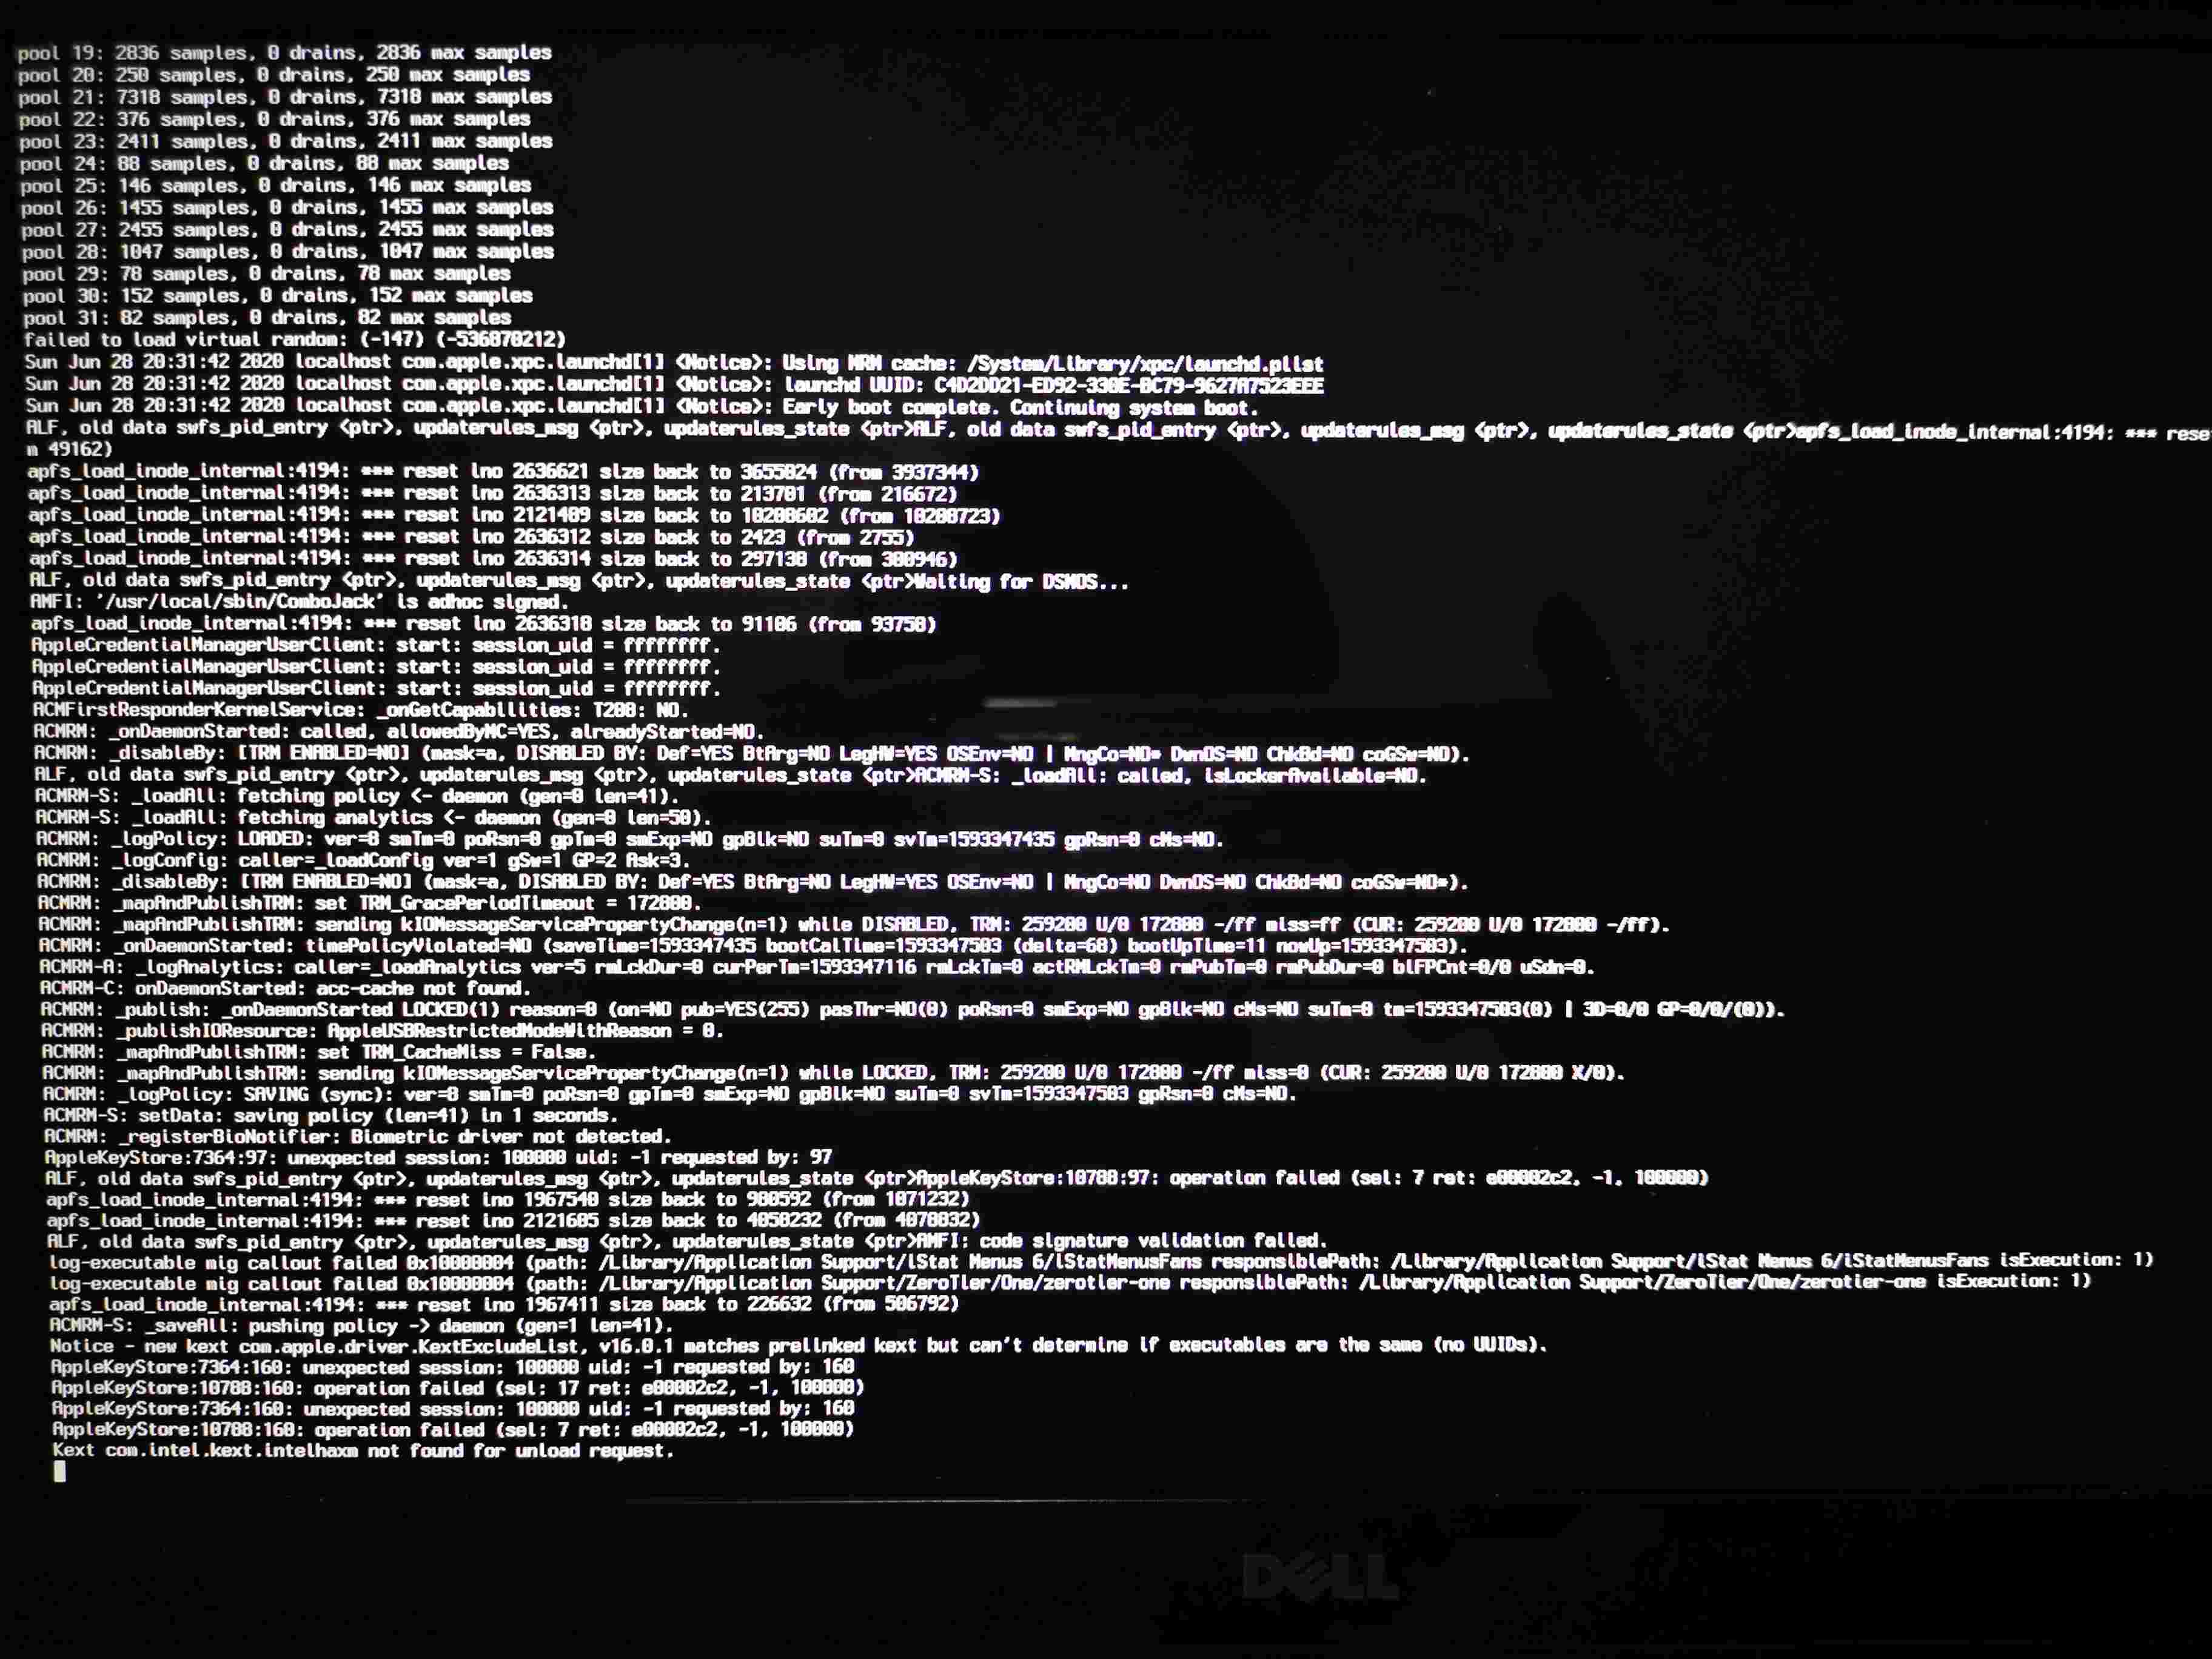 pool 19: 2836 samples, 0 drains, 2836 max samples
pool 20: 250 samples, 0 drains, 250 max samples
pool 21: 7318 samples, 0 drains, 7318 max samples
pool 22: 376 samples, 0 drains, 376 max samples
pool 23: 2411 samples, 0 drains, 2411 max samples
pool 24: 88 samples, 0 drains, 88 max samples
pool 25: 146 samples, 0 drains, 146 max samples
pool 26: 1455 samples, 0 drains, 1455 max samples
pool 27: 2455 samples, 0 drains, 2455 max samples
pool 28: 1047 samples, 0 drains, 1047 max samples
pool 29: 78 samples, 0 drains, 78 max samples
pool 30: 152 samples, 0 drains, 152 max samples
pool 31: 82 samples, 0 drains, 82 max samples
failed to load virtual random: (-147) (-536870212)
Sun Jun 28 20:31:42 2020 localhost com.apple.xpc.launchd[1] <Notice>: Using MRM cache: /System/Library/xpc/launchd.plist
Sun Jun 28 20:31:42 2020 localhost com.apple.xpc.launchd[1] <Notice>: launchd UUID: C4D2DD21-ED92-330E-8C79-9627A7523EEE
Sun Jun 28 20:31:42 2020 localhost com.apple.xpc.launchd[1] <Notice>: Early boot complete. Continuing system boot.
ALF, old data swfs_pid_entry <ptr>, updaterules_msg <ptr>, updaterules_state <ptr>ALF, old data swfs_pid_entry <ptr>, updaterules_msg <ptr>, updaterules_state <ptr>apfs_load_inode_internal:4194: *** rese
m 49162)
apfs_load_inode_internal:4194: *** reset ino 2636621 size back to 3655824 (from 3937344)
apfs_load_inode_internal:4194: *** reset ino 2636313 size back to 213701 (from 216672)
apfs_load_inode_internal:4194: *** reset ino 2121489 size back to 10208602 (from 10208723)
apfs_load_inode_internal:4194: *** reset ino 2636312 size back to 2423 (from 2755)
apfs_load_inode_internal:4194: *** reset ino 2636314 size back to 297138 (from 300946)
ALF, old data swfs_pid_entry <ptr>, updaterules_msg <ptr>, updaterules_state <ptr>Waiting for DSMOS...
AMFI: '/usr/local/sbin/ComboJack' is adhoc signed.
apfs_load_inode_internal:4194: *** reset ino 2636318 size back to 91186 (from 93758)
AppleCredentialManagerUserClient: start: session_uid = ffffffff.
AppleCredentialManagerUserClient: start: session_uid = ffffffff.
AppleCredentialManagerUserClient: start: session_uid = ffffffff.
ACMFirstResponderKernelService: _onGetCapabilities: T208: NO.
ACMRM: _onDaemonStarted: called, allowedByMC=YES, alreadyStarted=NO.
ACMRM: _disableBy: [TRM ENABLED=NO] (mask=a, DISABLED BY: Def=YES BtArg=NO LegHW=YES OSEnv=NO | MngCo=NO* DwnOS=NO ChkBd=NO coGSw=NO).
ALF, old data swfs_pid_entry <ptr>, updaterules_msg <ptr>, updaterules_state <ptr>ACMRM-S: _loadAll: called, isLockerAvailable=NO.
ACMRM-S: _loadAll: fetching policy <- daemon (gen=0 len=41).
ACMRM-S: _loadAll: fetching analytics <- daemon (gen=0 len=50).
ACMRM: _logPolicy: LOADED: ver=8 smTm=0 poRsn=0 gpTm=0 smExp=NO gpBlk=NO suTm=0 svTm=1593347435 gpRsn=0 cMs=NO.
ACMRM: _logConfig: caller=_loadConfig ver=1 gSw=1 GP=2 Ask=3.
ACMRM: _disableBy: [TRM ENABLED=NO] (mask=a, DISABLED BY: Def=YES BtArg=NO LegHW=YES OSEnv=NO | MngCo=NO DwnOS=NO ChkBd=NO coGSw=NO*).
ACMRM: _mapAndPublishTRM: set TRM_GracePeriodTimeout = 172800.
ACMRM: _mapAndPublishTRM: sending kIOMessageServicePropertyChange(n=1) while DISABLED, TRM: 259200 U/0 172800 -/ff miss=ff (CUR: 259200 U/0 172800 -/ff).
ACMRM: _onDaemonStarted: timePolicyViolated=NO (saveTime=1593347435 bootCalTime=1593347503 (delta=68) bootUpTime=11 nowUp=1593347503).
ACMRM-A: _logAnalytics: caller=_loadAnalytics ver=5 rmLckDur=0 curPerTm=1593347116 rmLckTm=0 actRMLckTm=0 rmPubTm=0 rmPubDur=0 blFPCnt=0/0 uSdn=0.
ACMRM-C: onDaemonStarted: acc-cache not found.
ACMRM: _publish: _onDaemonStarted LOCKED(1) reason=0 (on=NO pub=YES(255) pasThr=NO(0) poRsn=0 smExp=NO gpBlk=NO cMs=NO suTm=0 tm=1593347503(0) | 3D=0/0 GP=0/0/(0)).
ACMRM: _publishIOResource: AppleUSBRestrictedModeWithReason = 0.
ACMRM: _mapAndPublishTRM: set TRM_CacheMiss = False.
ACMRM: _mapAndPublishTRM: sending kIOMessageServicePropertyChange(n=1) while LOCKED, TRM: 259200 U/0 172800 -/ff miss=0 (CUR: 259200 U/0 172800 X/0).
ACMRM: _logPolicy: SAVING (sync): ver=8 smTm=0 poRsn=0 gpTm=0 smExp=NO gpBlk=NO suTm=0 svTm=1593347503 gpRsn=0 cMs=NO.
ACMRM-S: setData: saving policy (len=41) in 1 seconds.
ACMRM: _registerBioNotifier: Biometric driver not detected.
AppleKeyStore:7364:97: unexpected session: 100000 uid: -1 requested by: 97
ALF, old data swfs_pid_entry <ptr>, updaterules_msg <ptr>, updaterules_state <ptr>AppleKeyStore:10788:97: operation failed (sel: 7 ret: e00002c2, -1, 100000)
apfs_load_inode_internal:4194: *** reset ino 1967540 size back to 980592 (from 1071232)
apfs_load_inode_internal:4194: *** reset ino 2121605 size back to 4058232 (from 4078832)
ALF, old data swfs_pid_entry <ptr>, updaterules_msg <ptr>, updaterules_state <ptr>AMFI: code signature validation failed.
log-executable mig callout failed 0x10000004 (path: /Library/Application Support/iStat Menus 6/iStatMenusFans responsiblePath: /Library/Application Support/iStat Menus 6/iStatMenusFans isExecution: 1)
log-executable mig callout failed 0x10000004 (path: /Library/Application Support/ZeroTier/One/zerotier-one responsiblePath: /Library/Application Support/ZeroTier/One/zerotier-one isExecution: 1)
apfs_load_inode_internal:4194: *** reset ino 1967411 size back to 226632 (from 506792)
ACMRM-S: _saveAll: pushing policy -> daemon (gen=1 len=41).
Notice - new kext com.apple.driver.KextExcludeList, v16.0.1 matches prelinked kext but can't determine if executables are the same (no UUIDs).
AppleKeyStore:7364:160: unexpected session: 100000 uid: -1 requested by: 160
AppleKeyStore:10788:160: operation failed (sel: 17 ret: e00002c2, -1, 100000)
AppleKeyStore:7364:160: unexpected session: 100000 uid: -1 requested by: 160
AppleKeyStore:10788:160: operation failed (sel: 7 ret: e00002c2, -1, 100000)
Kext com.intel.kext.intelhaxm not found for unload request.
DELL